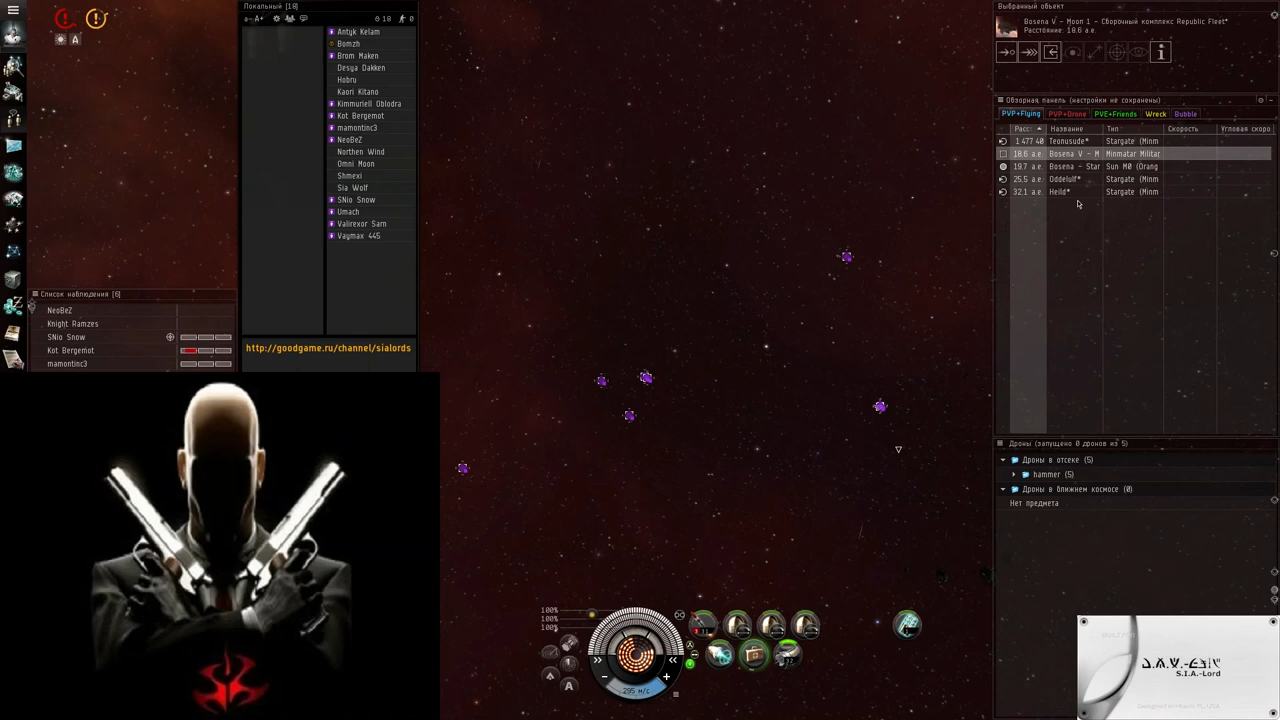 Локальный [18]
18
0
Antyk Kelam
Bomzh
Brom Maken
Desya Dakken
Hobru
Kaori Kitano
Kimmuriell Oblodra
Kot Bergemot
mamontinc3
NeoBeZ
Northen Wind
Omni Moon
Shmexi
Sia Wolf
SNio Snow
Umach
Valirexor Sam
Vaymax 445
Список наблюдения [6]
NeoBeZ
Knight Ramzes
SNio Snow
Kot Bergemot
mamontinc3
http://goodgame.ru/channel/sialords
Выбранный объект
Bosena V - Moon 1 - Сборочный комплекс Republic Fleet*
Расстояние: 18.6 а.е.
Обзорная панель (настройки не сохранены)
PVP+Flying PVP+Drone PVE+Friends Wreck Bubble
Расс Название Тип Скорость Угловая скоро
1 477 40 Teonusude* Stargate (Minm
18.6 а.е. Bosena V - M Minmatar Militar
19.7 а.е. Bosena - Star Sun M0 (Orang
25.5 а.е. Oddelulf* Stargate (Minm
32.1 а.е. Heild* Stargate (Minm
Дроны (запущено 0 дронов из 5)
Дроны в отсеке (5)
hammer (5)
Дроны в ближнем космосе (0)
Нет предмета
100%
100%
100%
295 м/с
S.I.A.-Lord